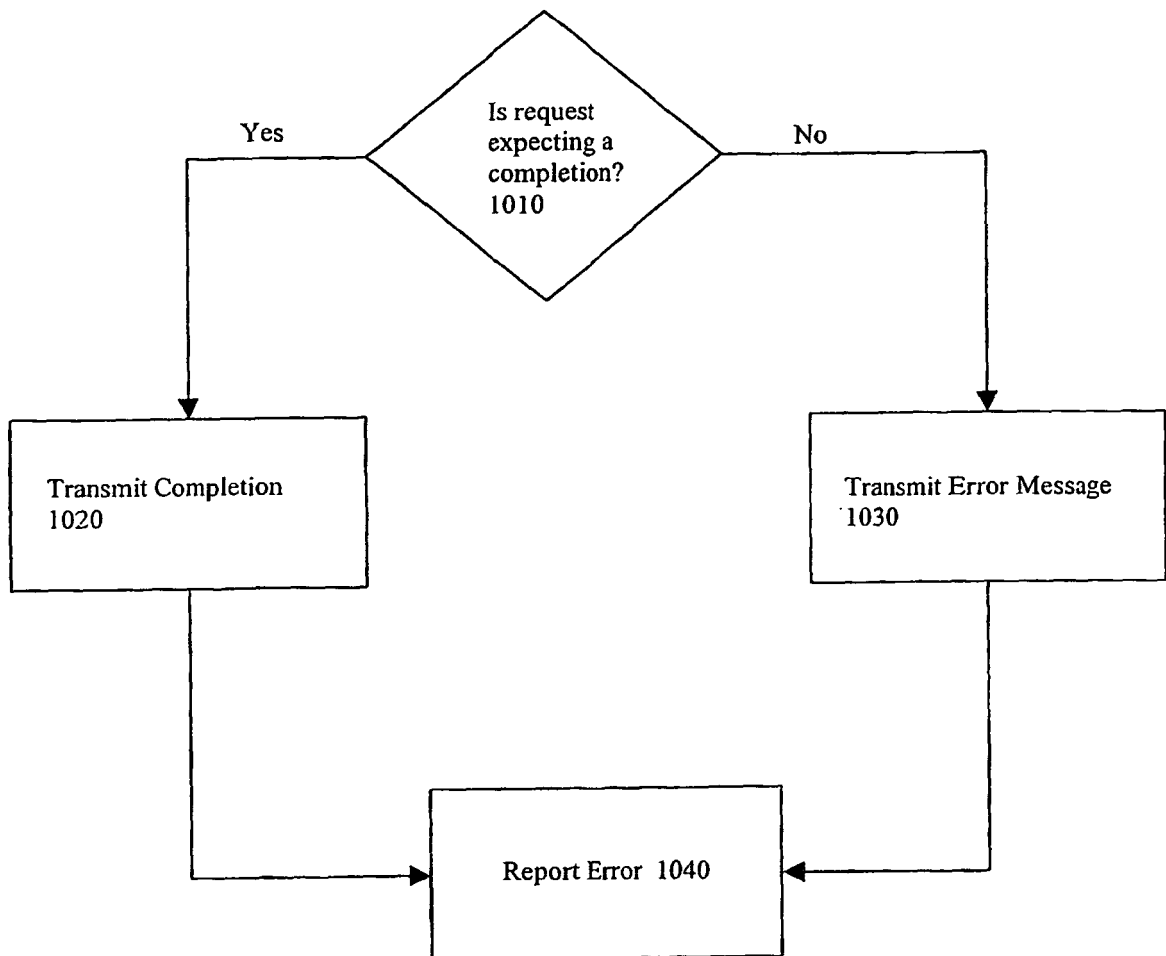 Is request
expecting a
completion?
1010
Yes
No
Transmit Completion
1020
Transmit Error Message
1030
Report Error 1040